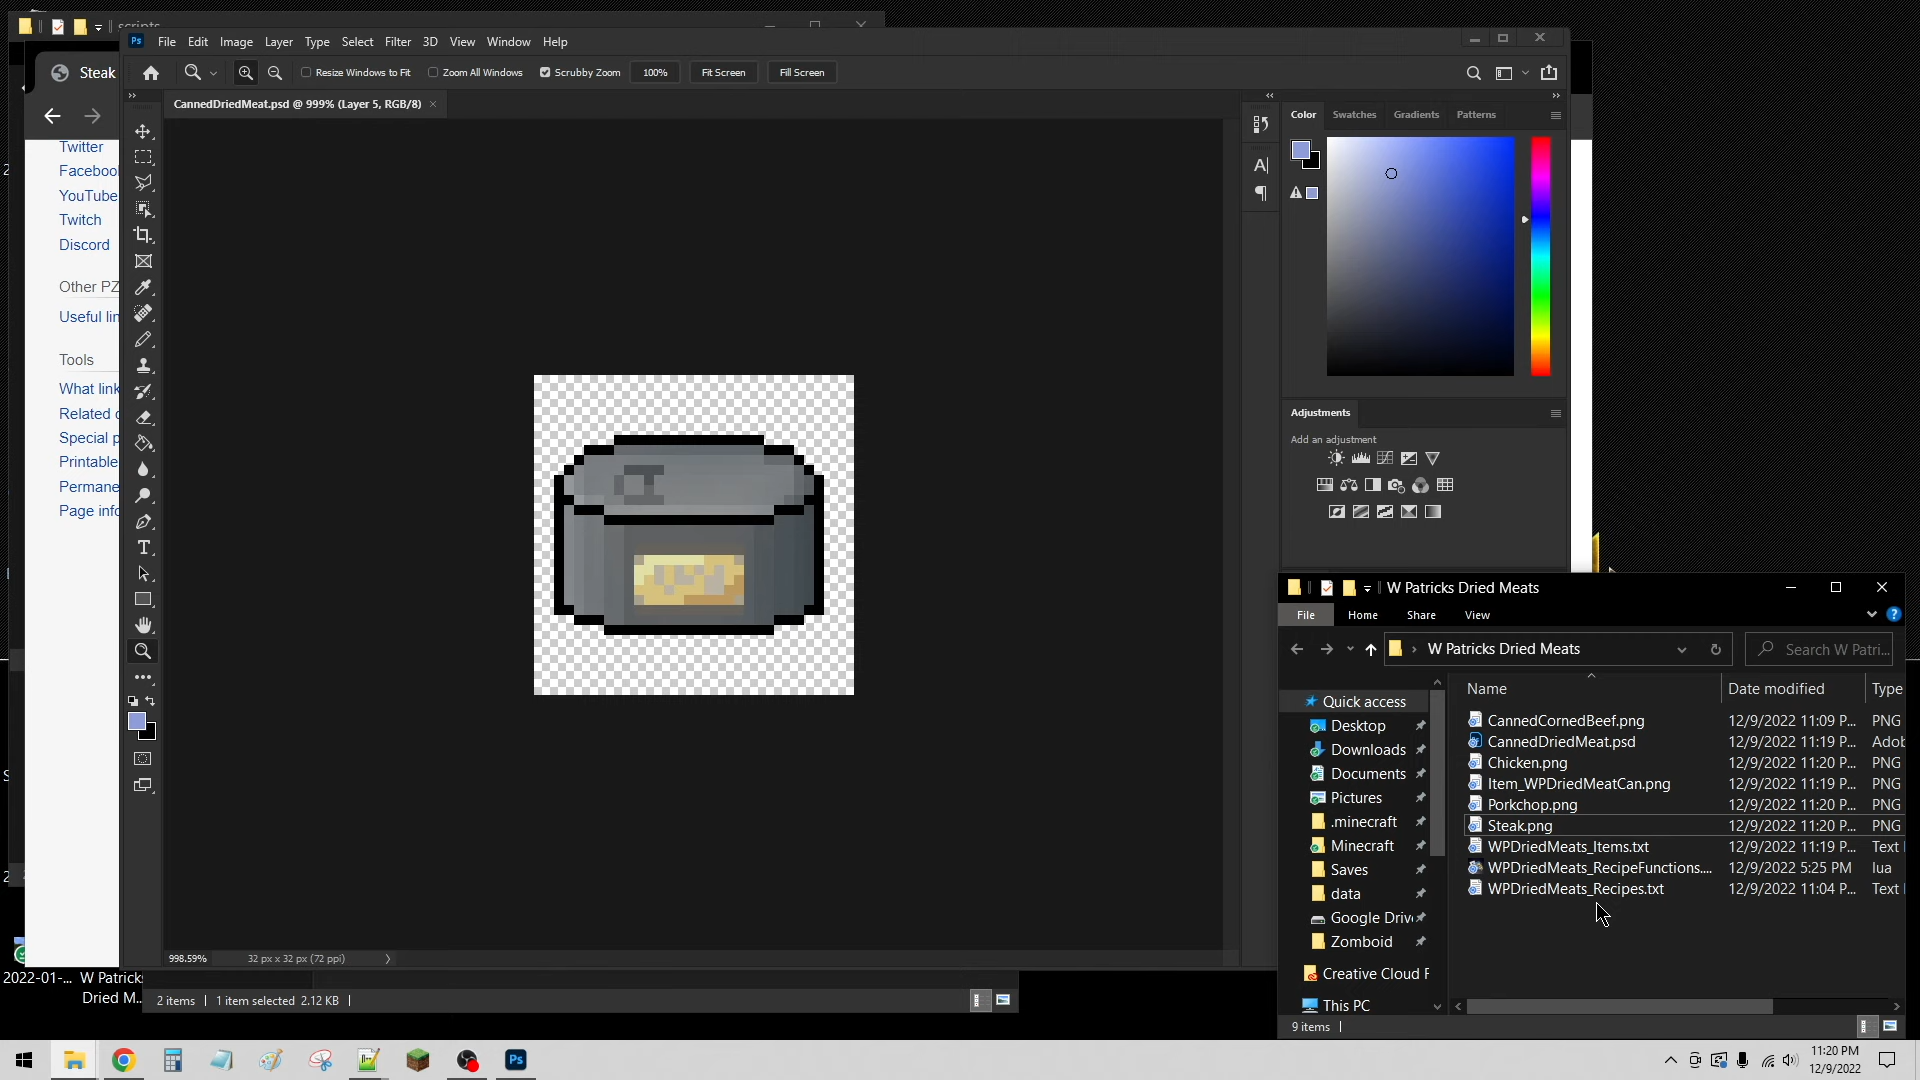 scripts
File Edit Image Layer Type Select Filter 3D View Window Help
Steak
Resize Windows to Fit Zoom All Windows Scrubby Zoom 100% Fit Screen Fill Screen
CannedDriedMeat.psd @ 999% (Layer 5, RGB/8) ×
Color Swatches Gradients Patterns
Twitter
Facebool
YouTube
Twitch
Discord
Other PZ
Useful lin
Tools
What link
Related c
Special p
Printable
Permane
Page info
Adjustments
Add an adjustment
W Patricks Dried Meats
File Home Share View
W Patricks Dried Meats
Search W Patri...
Name Date modified Type
Quick access
Desktop
Downloads
Documents
Pictures
.minecraft
Minecraft
Saves
data
Google Driv
Zomboid
Creative Cloud F
This PC
CannedCornedBeef.png 12/9/2022 11:09 P... PNG
CannedDriedMeat.psd 12/9/2022 11:19 P... Adob
Chicken.png 12/9/2022 11:20 P... PNG
Item_WPDriedMeatCan.png 12/9/2022 11:19 P... PNG
Porkchop.png 12/9/2022 11:20 P... PNG
Steak.png 12/9/2022 11:20 P... PNG
WPDriedMeats_Items.txt 12/9/2022 11:19 P... Text
WPDriedMeats_RecipeFunctions.... 12/9/2022 5:25 PM lua
WPDriedMeats_Recipes.txt 12/9/2022 11:04 P... Text
9 items
998.59% 32 px x 32 px (72 ppi)
2022-01-... W Patrick
Dried M...
2 items 1 item selected 2.12 KB
11:20 PM
12/9/2022